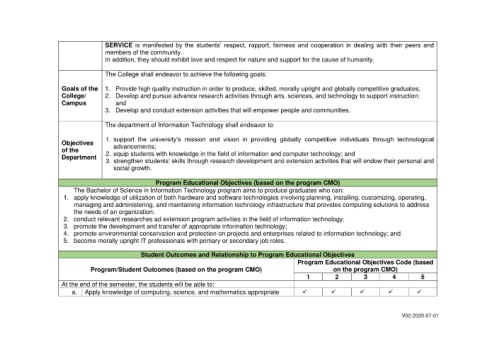 SERVICE is manifested by the students' respect, rapport, fairness and cooperation in dealing with their peers and
members of the community.
In addition, they should exhibit love and respect for nature and support for the cause of humanity.
Goals of the
College/
Campus
The College shall endeavor to achieve the following goals:
1. Provide high quality instruction in order to produce, skilled, morally upright and globally competitive graduates;
2. Develop and pursue advance research activities through arts, sciences, and technology to support instruction;
and
3. Develop and conduct extension activities that will empower people and communities.
Objectives
of the
Department
The department of Information Technology shall endeavor to:
1. support the university's mission and vision in providing globally competitive individuals through technological
advancements;
2. equip students with knowledge in the field of information and computer technology; and
3. strengthen students' skills through research development and extension activities that will endow their personal and
social growth.
Program Educational Objectives (based on the program CMO)
The Bachelor of Science in Information Technology program aims to produce graduates who can:
1. apply knowledge of utilization of both hardware and software technologies involving planning, installing, customizing, operating,
managing and administering, and maintaining information technology infrastructure that provides computing solutions to address
the needs of an organization;
2. conduct relevant researches ad extension program activities in the field of information technology;
3. promote the development and transfer of appropriate information technology;
4. promote environmental conservation and protection on projects and enterprises related to information technology; and
5. become morally upright IT professionals with primary or secondary job roles.
Student Outcomes and Relationship to Program Educational Objectives
Program/Student Outcomes (based on the program CMO)
Program Educational Objectives Code (based
on the program CMO)
1 2 3 4 5
At the end of the semester, the students will be able to:
a. Apply knowledge of computing, science, and mathematics appropriate ✓ ✓ ✓ ✓ ✓
V02-2020-07-01